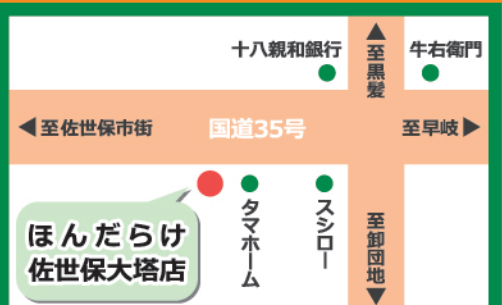 十八親和銀行
▲至黒髪
牛右衛門
◀至佐世保市街
国道35号
至早岐▶
ほんだらけ
佐世保大塔店
タマホーム
スシロー
至卸団地▼